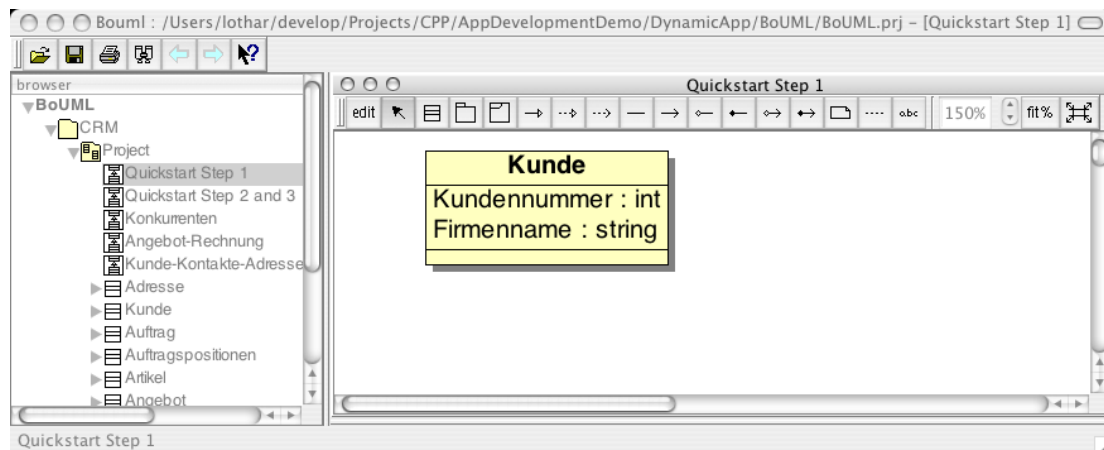 Bouml : /Users/lothar/develop/Projects/CPP/AppDevelopmentDemo/DynamicApp/BoUML/BoUML.prj - [Quickstart Step 1]
browser
BoUML
CRM
Project
Quickstart Step 1
Quickstart Step 2 and 3
Konkurrenten
Angebot-Rechnung
Kunde-Kontakte-Adresse
Adresse
Kunde
Auftrag
Auftragspositionen
Artikel
Angebot
Quickstart Step 1
edit abc 150% fit%
Kunde
Kundennummer : int
Firmenname : string
Quickstart Step 1